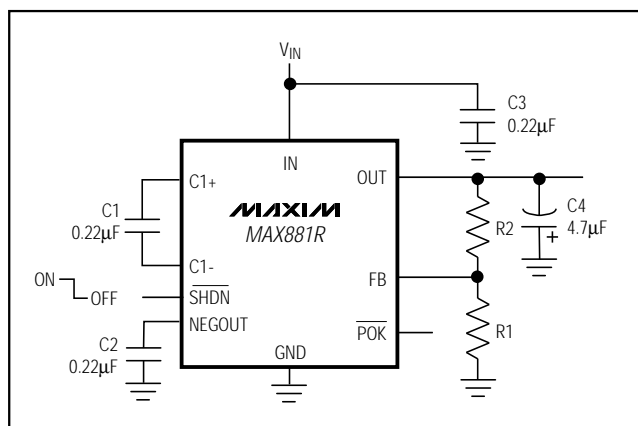 VIN
C3
0.22µF
IN
C1+
OUT
C1
0.22µF
MAXIM
MAX881R
R2
C4
4.7µF
+
C1-
ON
OFF
SHDN
FB
NEGOUT
POK
R1
C2
0.22µF
GND